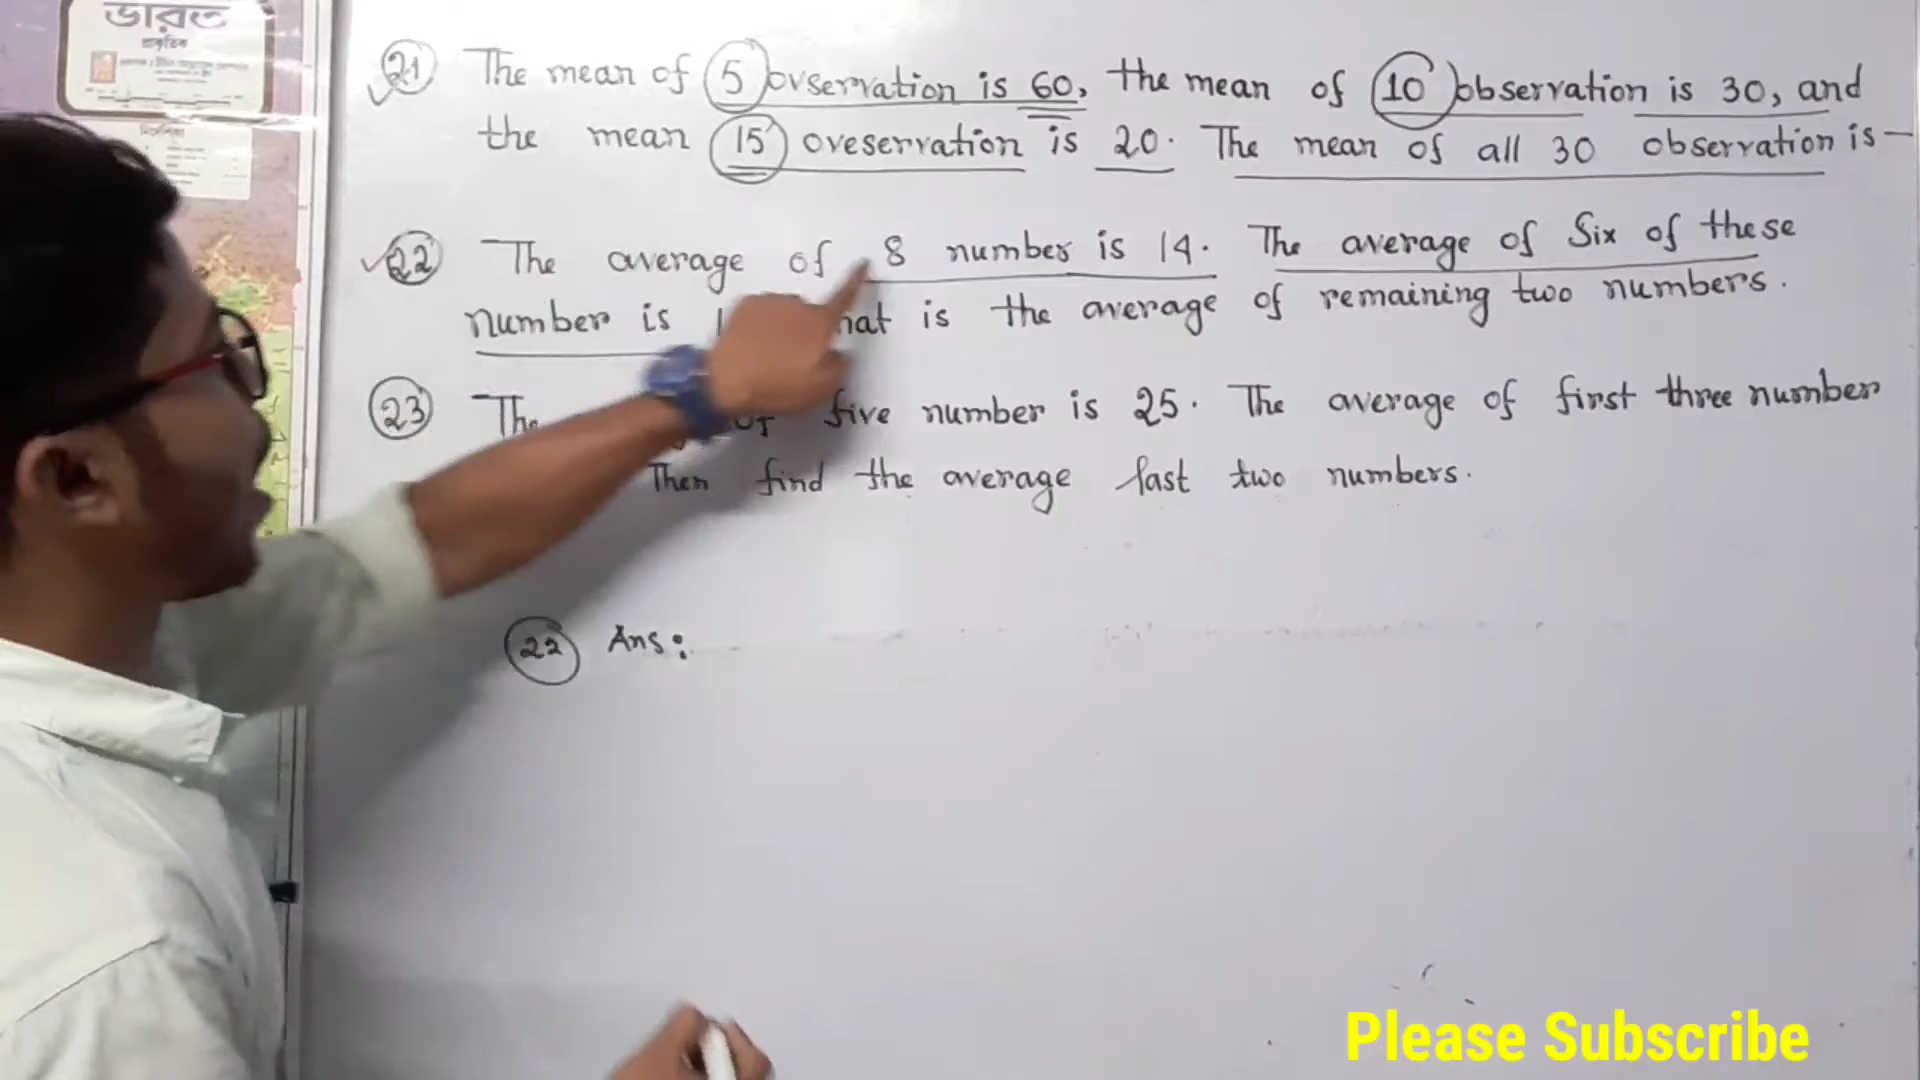 ভারত
প্রাকৃতিক
21 The mean of 5 ovservation is 60, the mean of 10 observation is 30, and
the mean 15 oveservation is 20. The mean of all 30 observation is —
22 The average of 8 number is 14. The average of Six of these
number is is the average of remaining two numbers.
23 The five number is 25. The average of first three number
Then find the average last two numbers.
22 Ans:
Please Subscribe